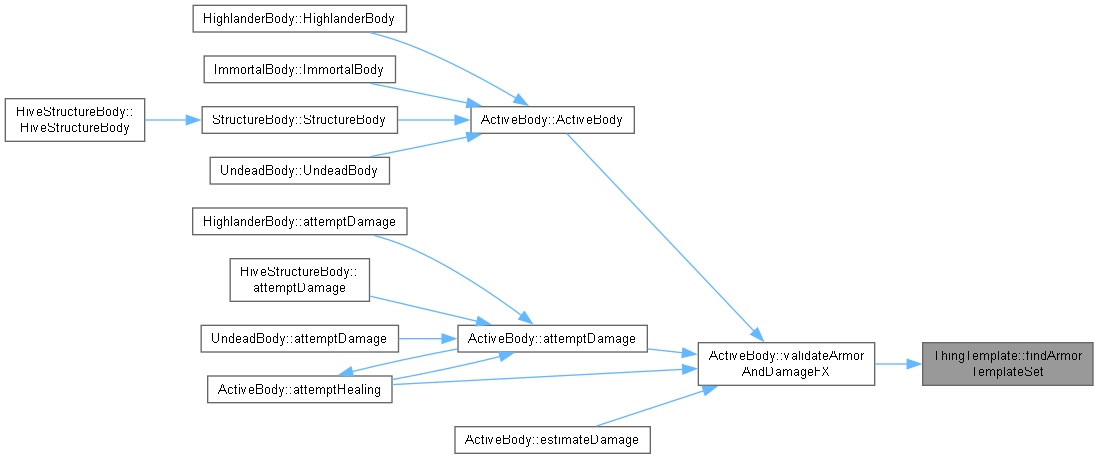 HighlanderBody::HighlanderBody
ImmortalBody::ImmortalBody
HiveStructureBody::
HiveStructureBody
StructureBody::StructureBody
ActiveBody::ActiveBody
UndeadBody::UndeadBody
HighlanderBody::attemptDamage
HiveStructureBody::
attemptDamage
UndeadBody::attemptDamage
ActiveBody::attemptDamage
ActiveBody::validateArmor
AndDamageFX
ThingTemplate::findArmor
TemplateSet
ActiveBody::attemptHealing
ActiveBody::estimateDamage